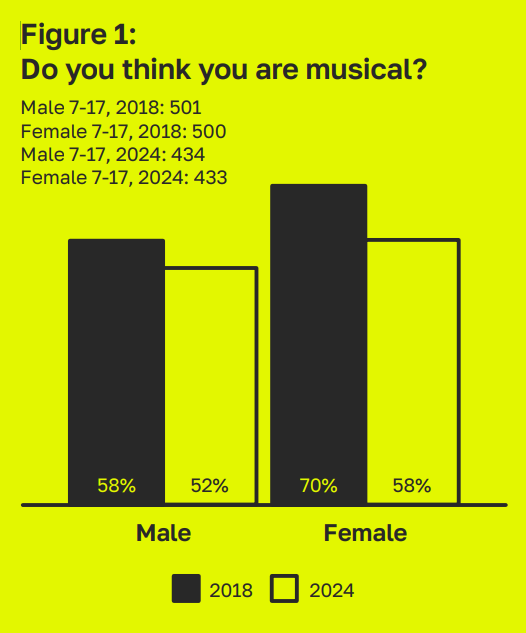 Figure 1:
Do you think you are musical?
Male 7-17, 2018: 501
Female 7-17, 2018: 500
Male 7-17, 2024: 434
Female 7-17, 2024: 433
58% 52% 70% 58%
Male Female
2018 2024